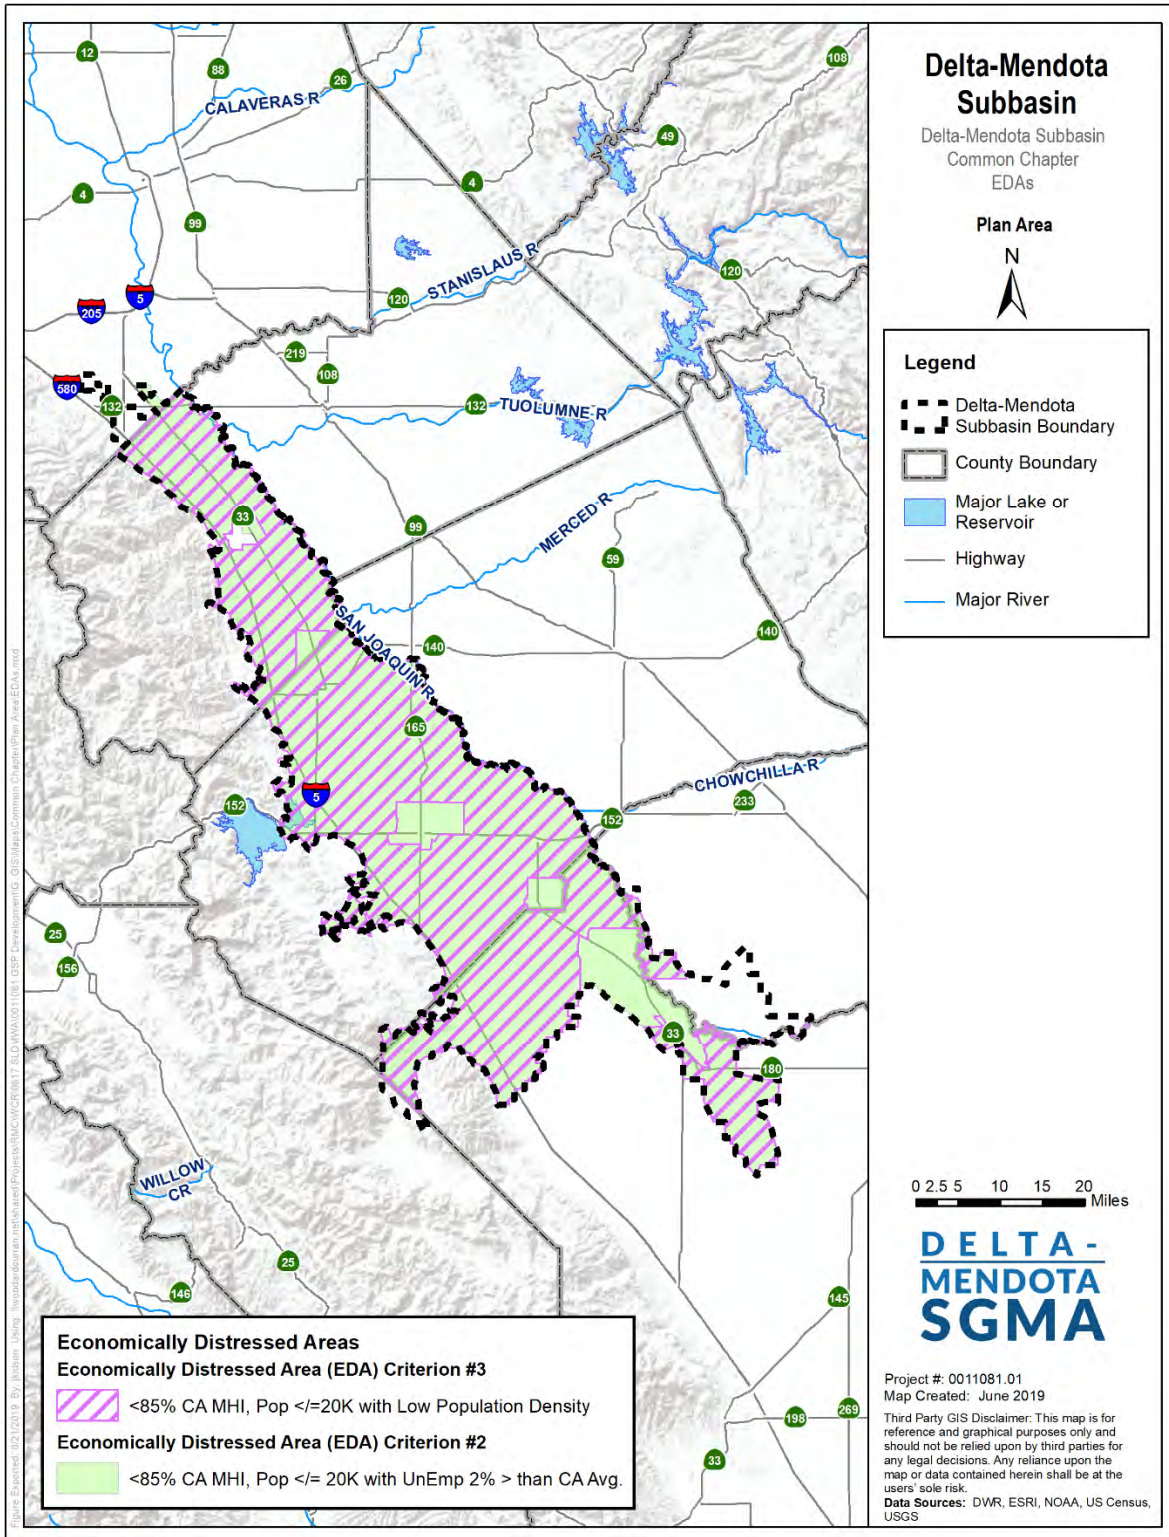 Delta-Mendota
Subbasin
Delta-Mendota Subbasin
Common Chapter
EDAs
Plan Area
N
Legend
Delta-Mendota
Subbasin Boundary
County Boundary
Major Lake or
Reservoir
Highway
Major River
0 2.5 5 10 15 20
Miles
DELTA-
MENDOTA
SGMA
Project #: 0011081.01
Map Created: June 2019
Third Party GIS Disclaimer: This map is for
reference and graphical purposes only and
should not be relied upon by third parties for
any legal decisions. Any reliance upon the
map or data contained herein shall be at the
users' sole risk.
Data Sources: DWR, ESRI, NOAA, US Census,
USGS
12
88
26
108
CALAVERAS R
49
4
4
99
STANISLAUS R
120
5
120
205
219
108
580
132
132
TUOLUMNE R
33
99
MERCED R
59
SAN JOAQUIN R
140
140
165
CHOWCHILLA R
5
152
233
152
25
156
33
180
WILLOW
CR
25
146
145
198
269
33
Economically Distressed Areas
Economically Distressed Area (EDA) Criterion #3
<85% CA MHI, Pop </=20K with Low Population Density
Economically Distressed Area (EDA) Criterion #2
<85% CA MHI, Pop </= 20K with UnEmp 2% > than CA Avg.